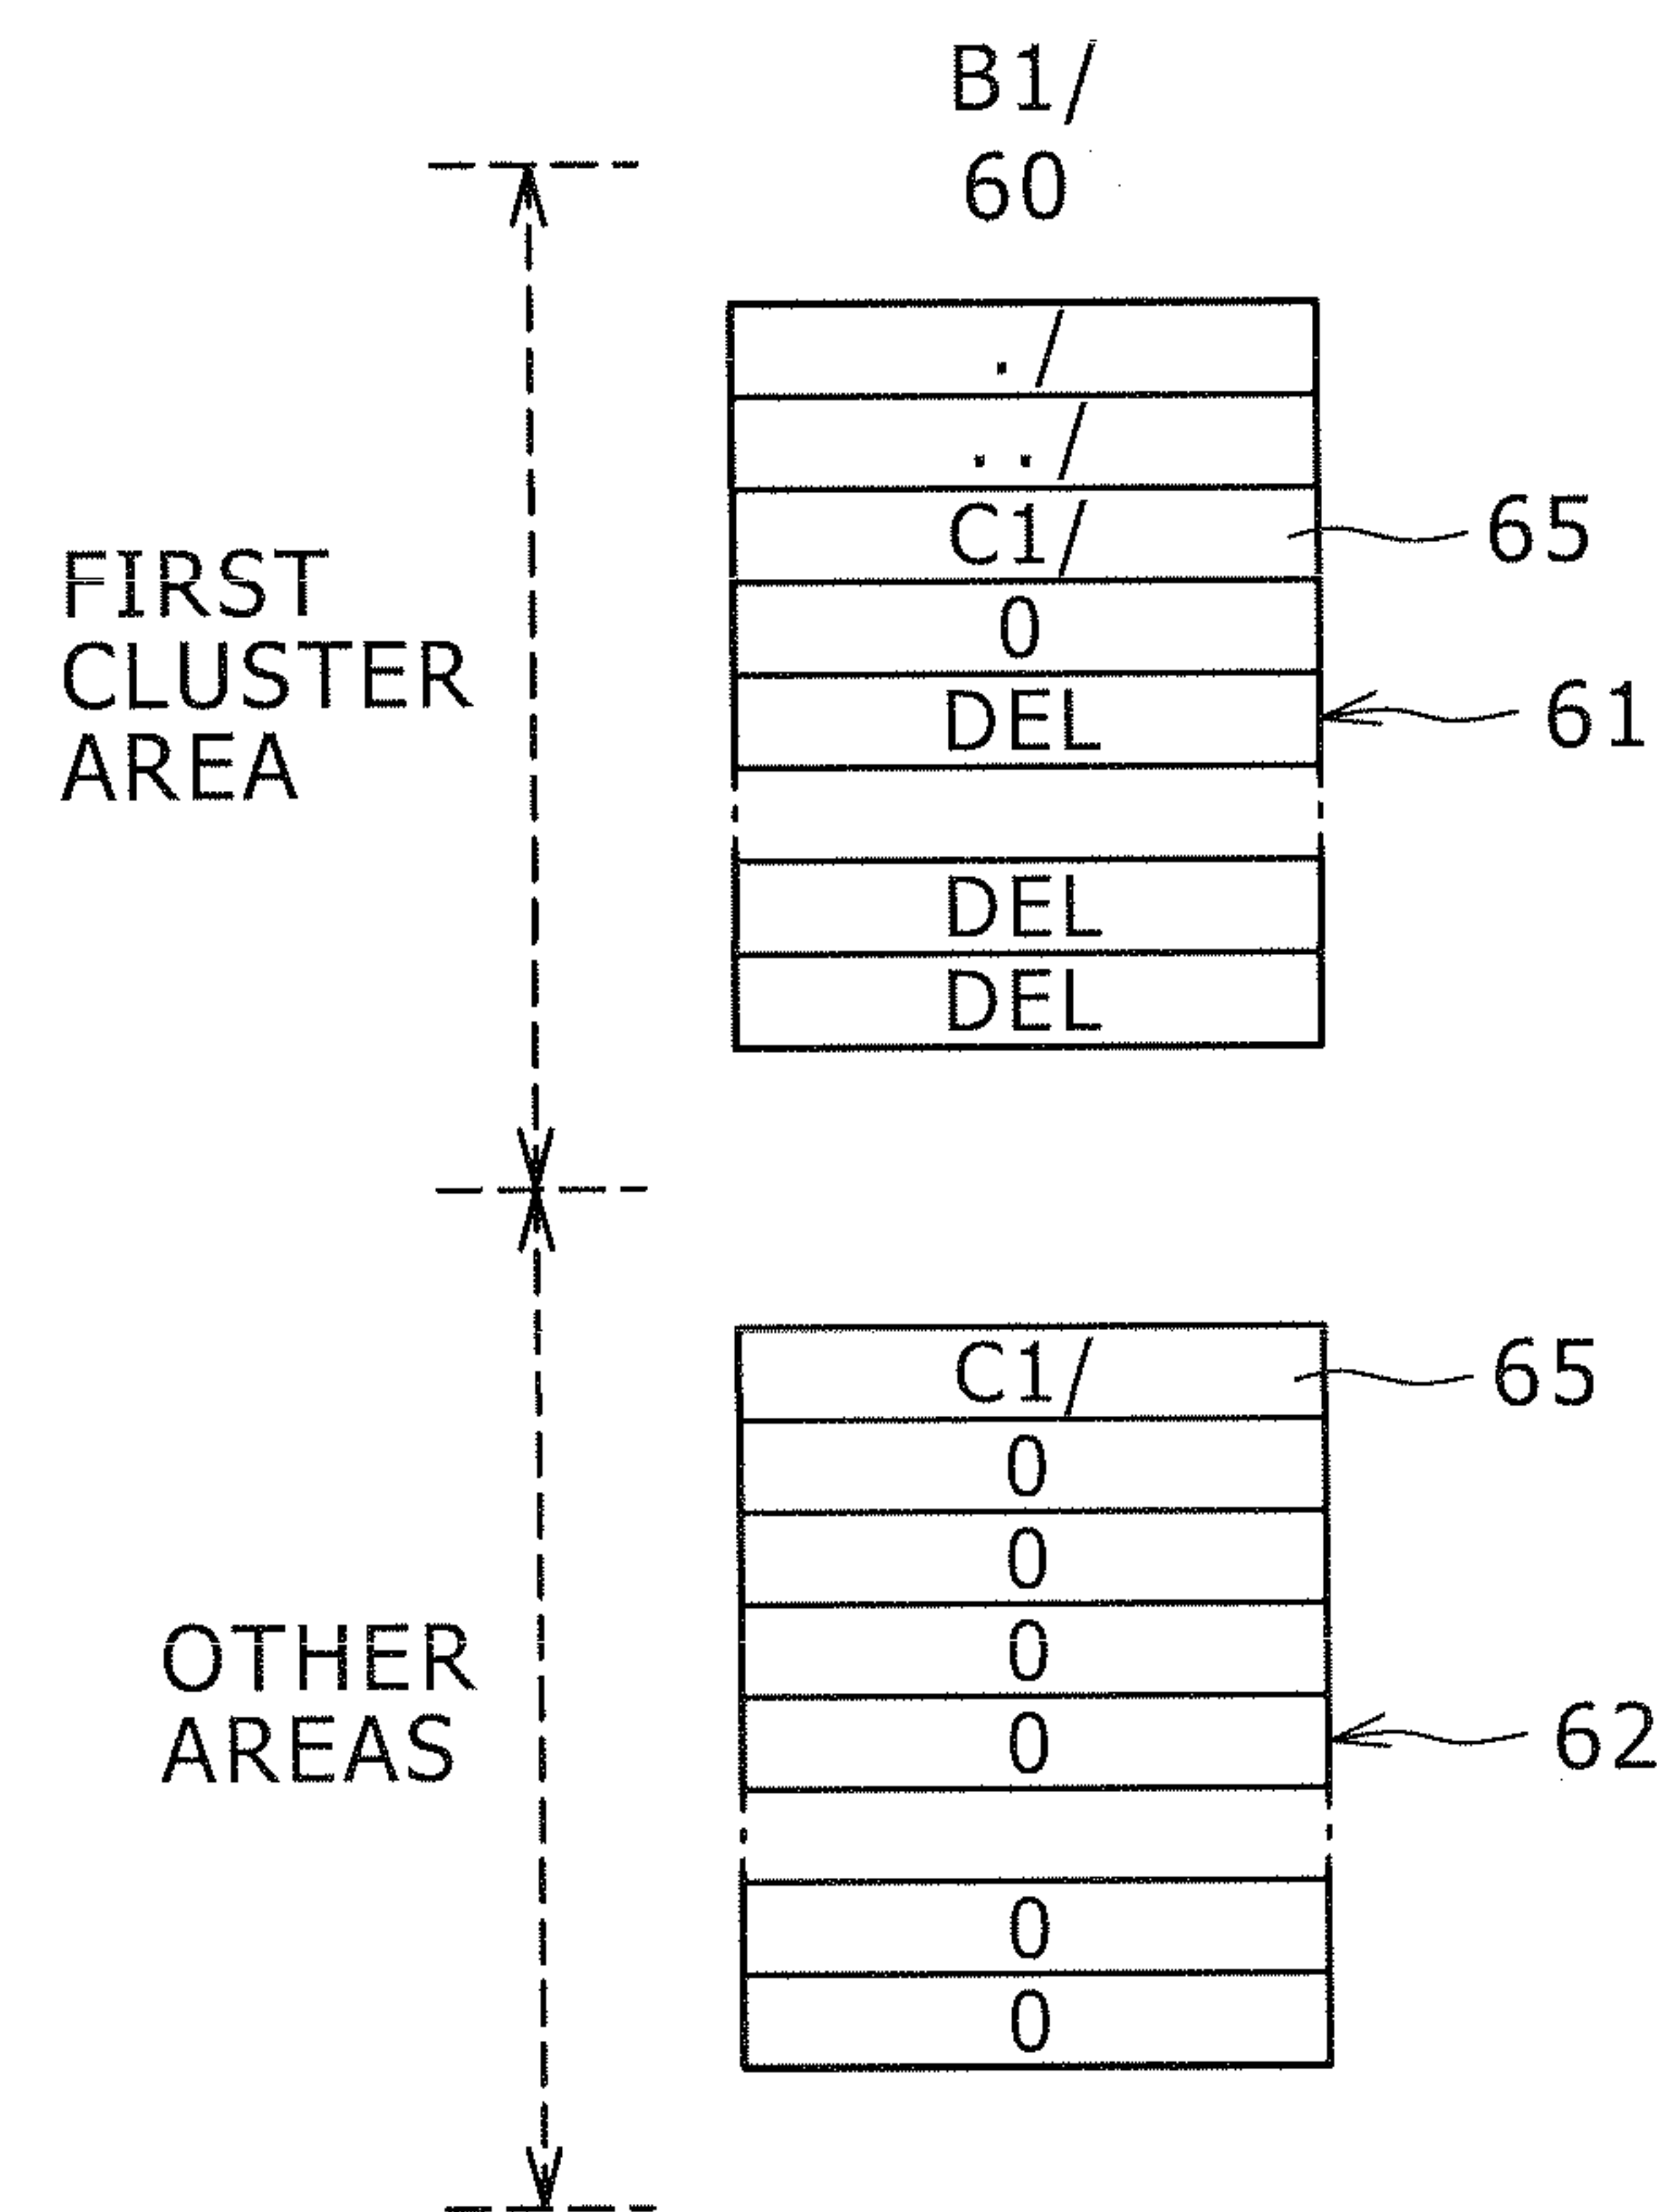 B1/
60
./
../
C1/
65
0
DEL
61
DEL
DEL
FIRST
CLUSTER
AREA
C1/
65
0
0
0
0
62
0
0
OTHER
AREAS